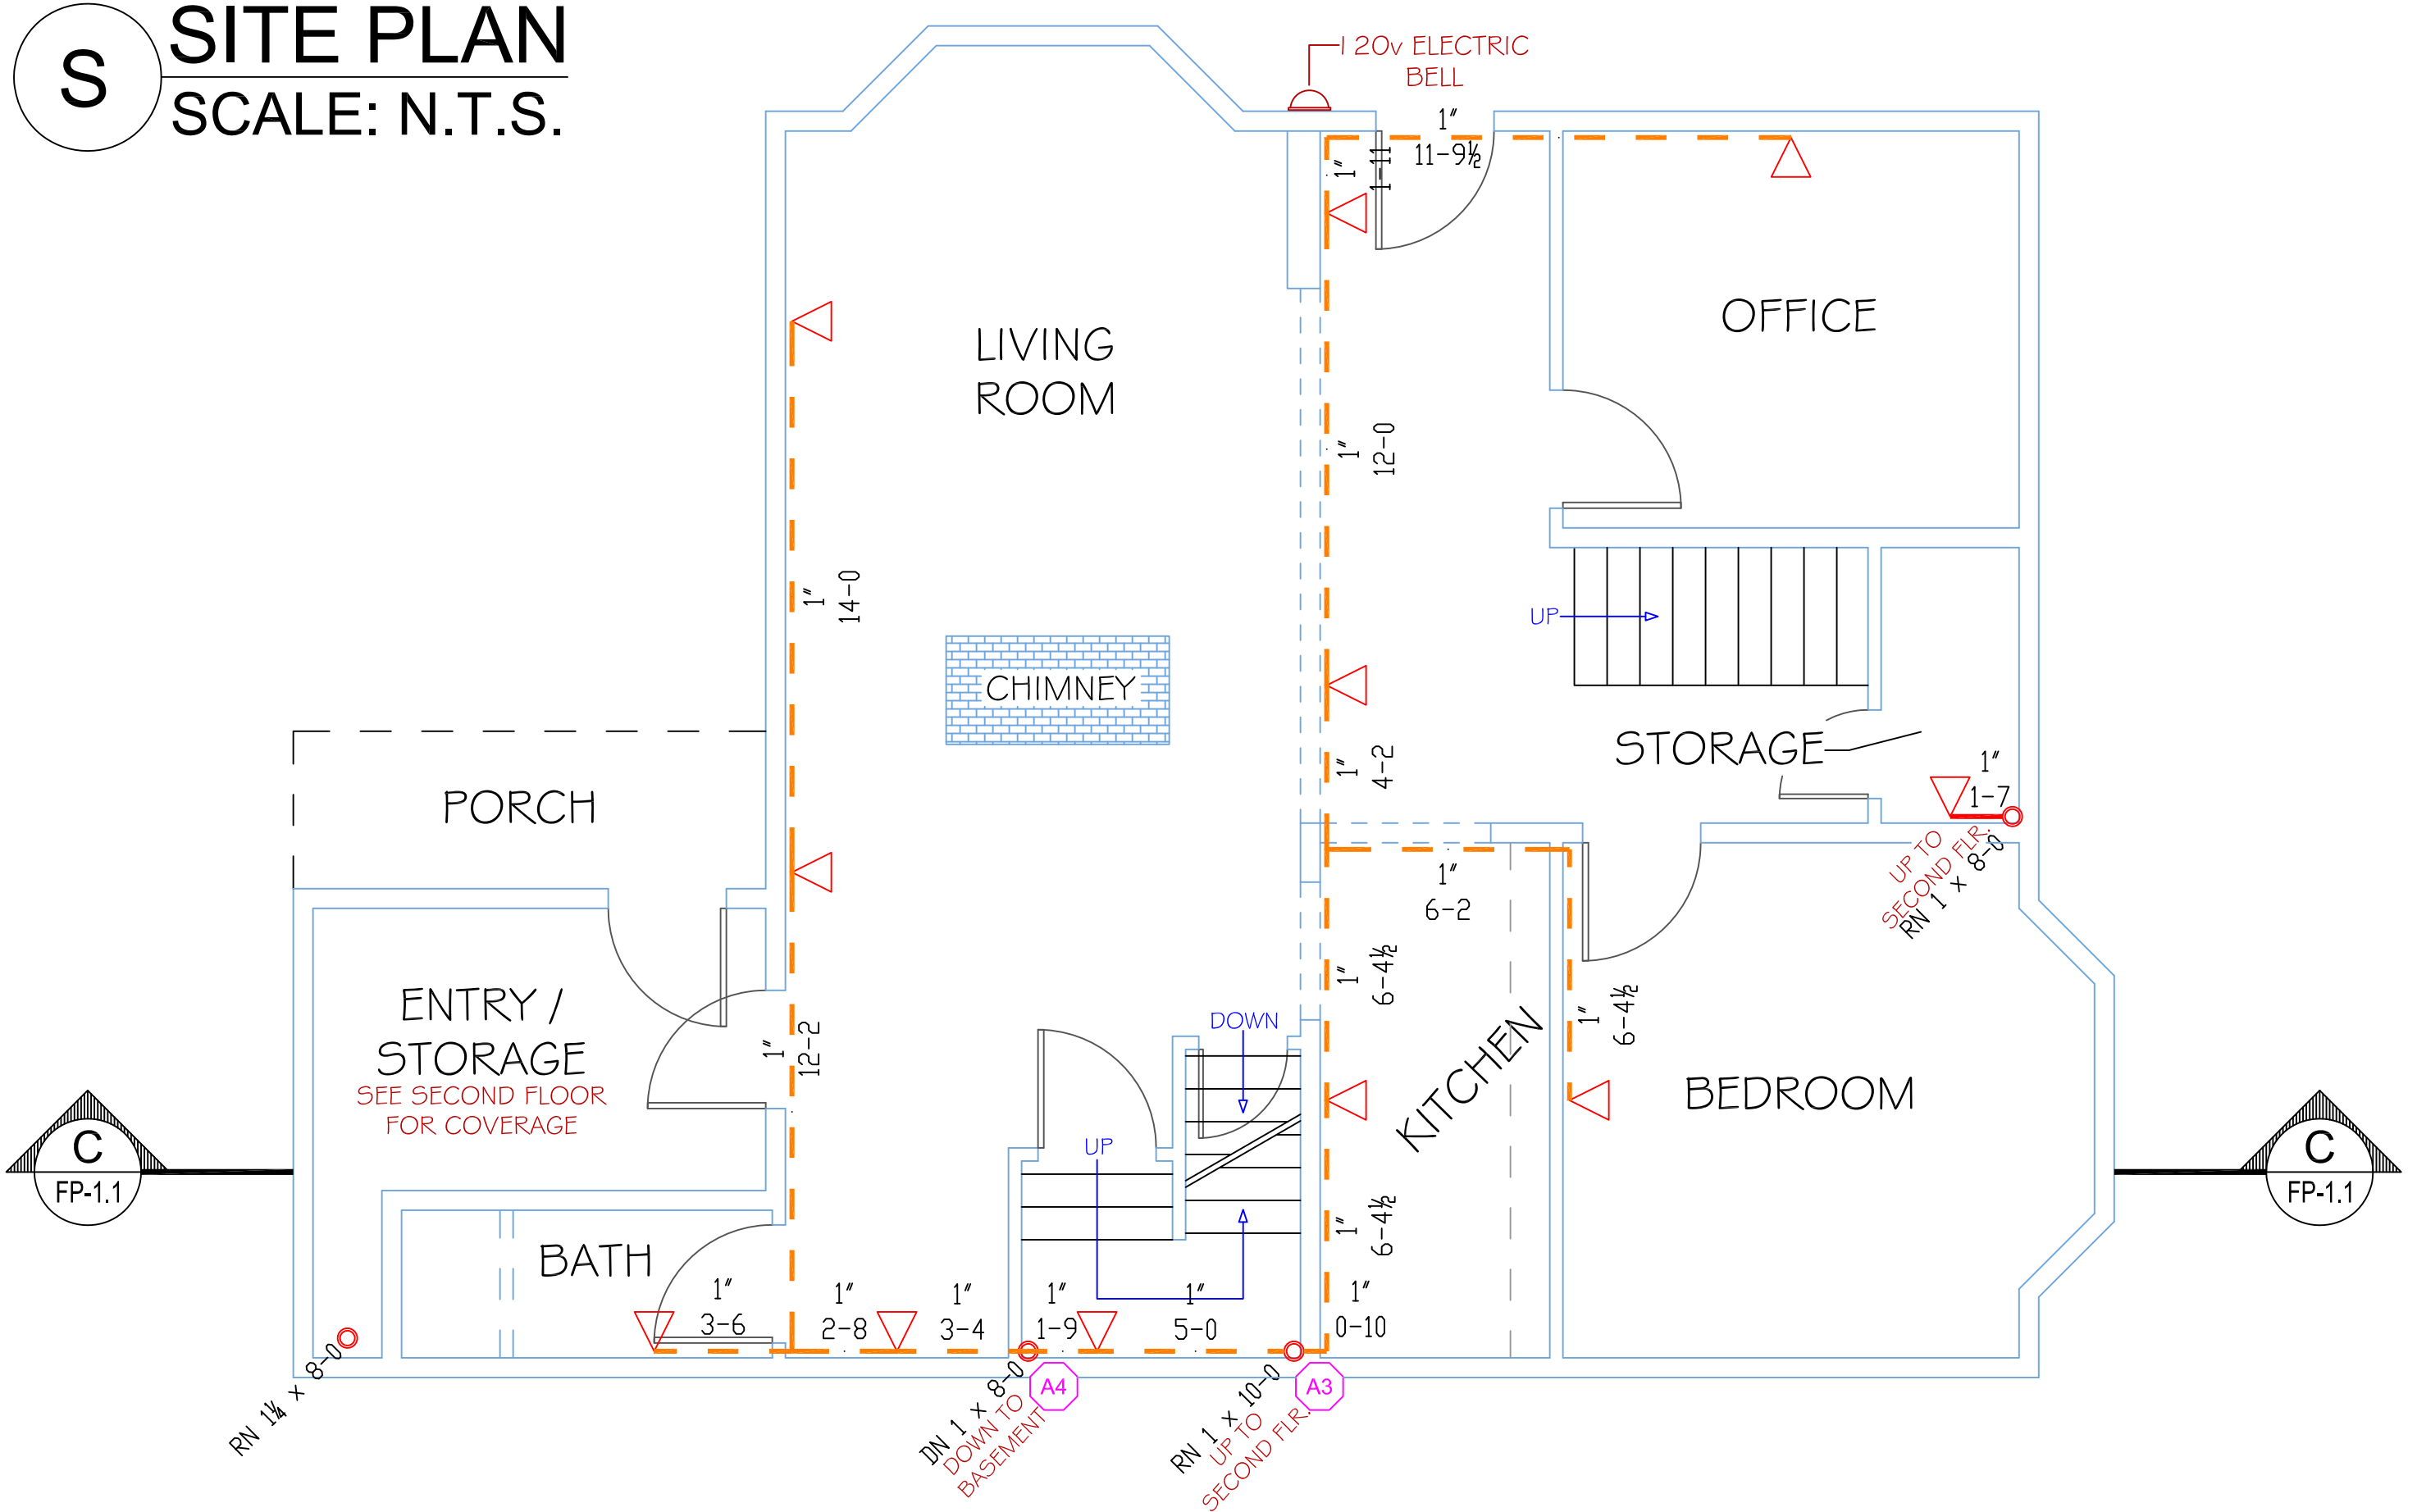 S
SITE PLAN
SCALE: N.T.S.
120v ELECTRIC
BELL
1"
11-9½
1"
1-11
OFFICE
LIVING
ROOM
1"
12-0
1"
14-0
UP
CHIMNEY
STORAGE
1"
4-2
1"
1-7
PORCH
UP TO
SECOND FLR.
RN 1 x 8-0
1"
6-2
1"
6-4½
1"
6-4½
ENTRY /
STORAGE
SEE SECOND FLOOR
FOR COVERAGE
1"
12-2
DOWN
KITCHEN
BEDROOM
UP
C
FP-1.1
C
FP-1.1
1"
6-4½
BATH
1"
3-6
1"
2-8
1"
3-4
1"
1-9
1"
5-0
1"
0-10
RN 1¼ x 8-0
A4
A3
DN 1 x 8-0
DOWN TO
BASEMENT
RN 1 x 10-0
UP TO
SECOND FLR.